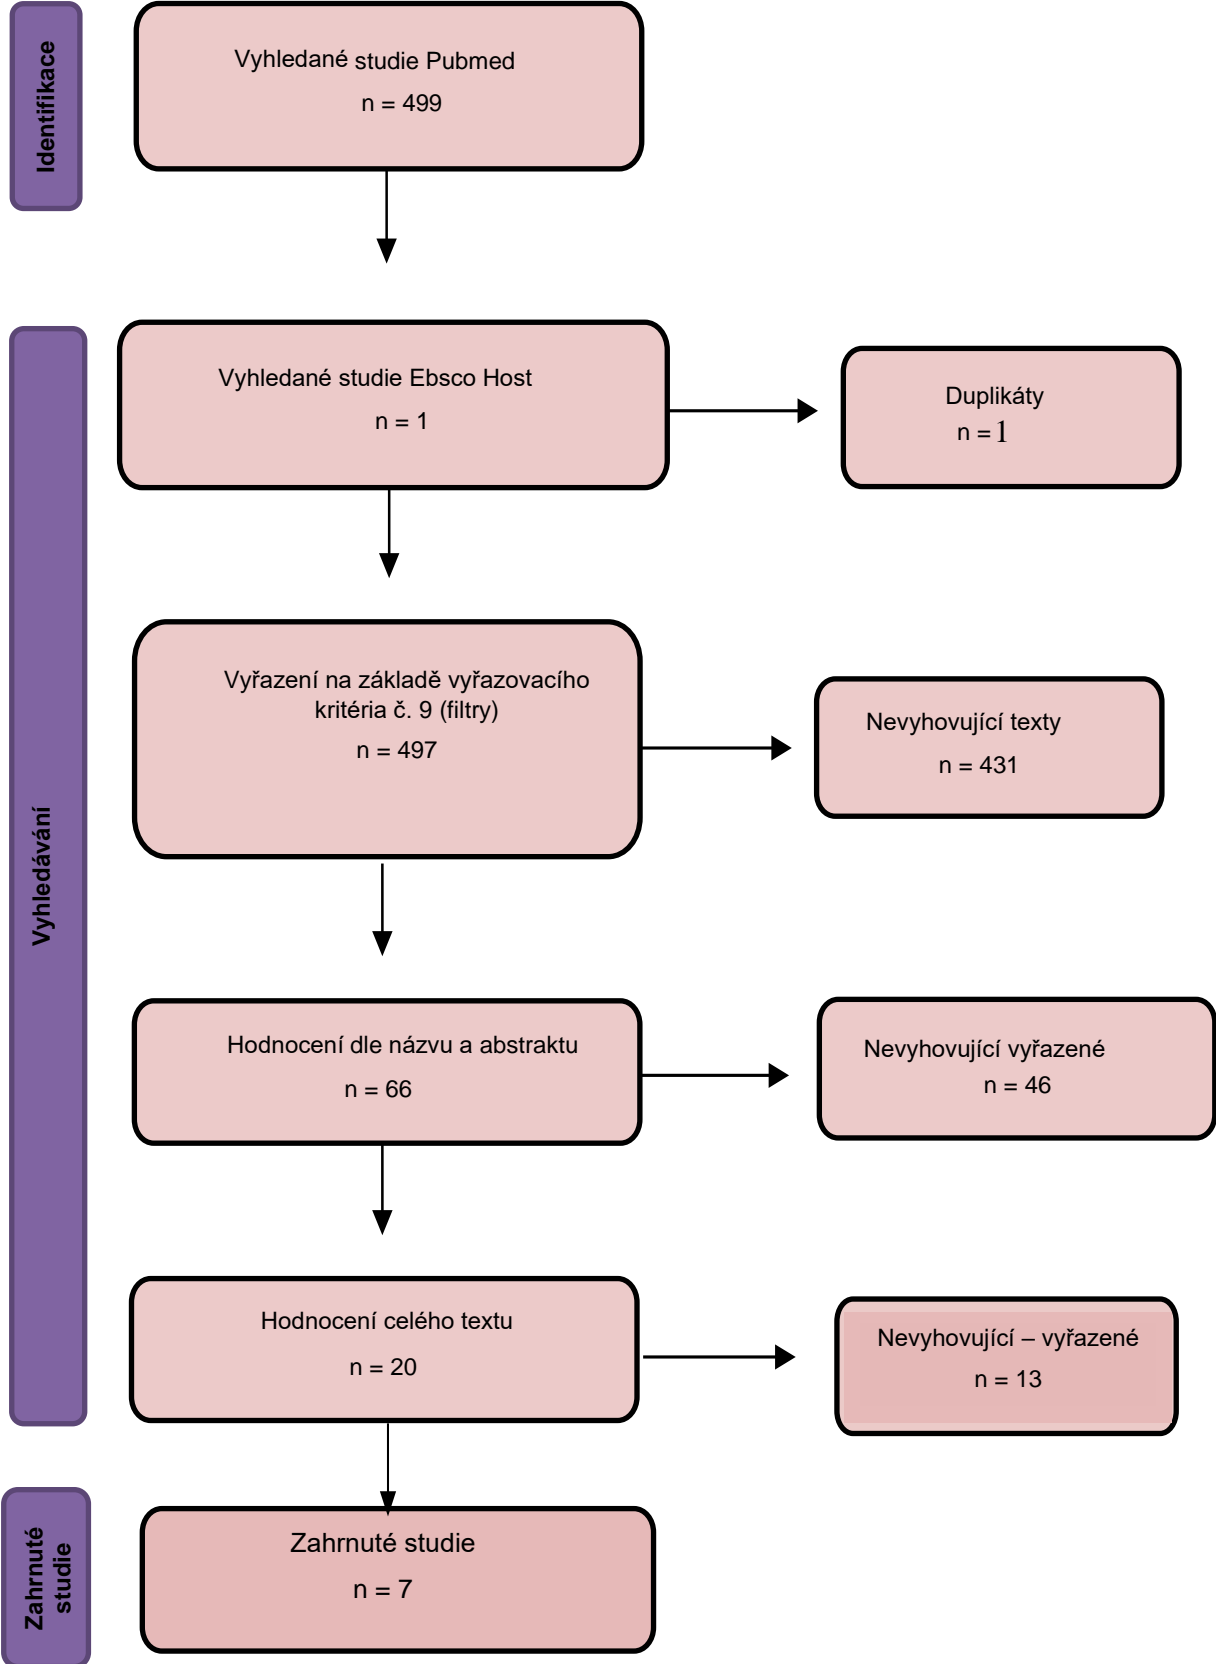 Identifikace
Vyhledané studie Pubmed
n = 499
Vyhledávání
Vyhledané studie Ebsco Host
n = 1
Duplikáty
n = 1
Vyřazení na základě vyřazovacího
kritéria č. 9 (filtry)
n = 497
Nevyhovující texty
n = 431
Hodnocení dle názvu a abstraktu
n = 66
Nevyhovující vyřazené
n = 46
Hodnocení celého textu
n = 20
Nevyhovující – vyřazené
n = 13
Zahrnuté
studie
Zahrnuté studie
n = 7